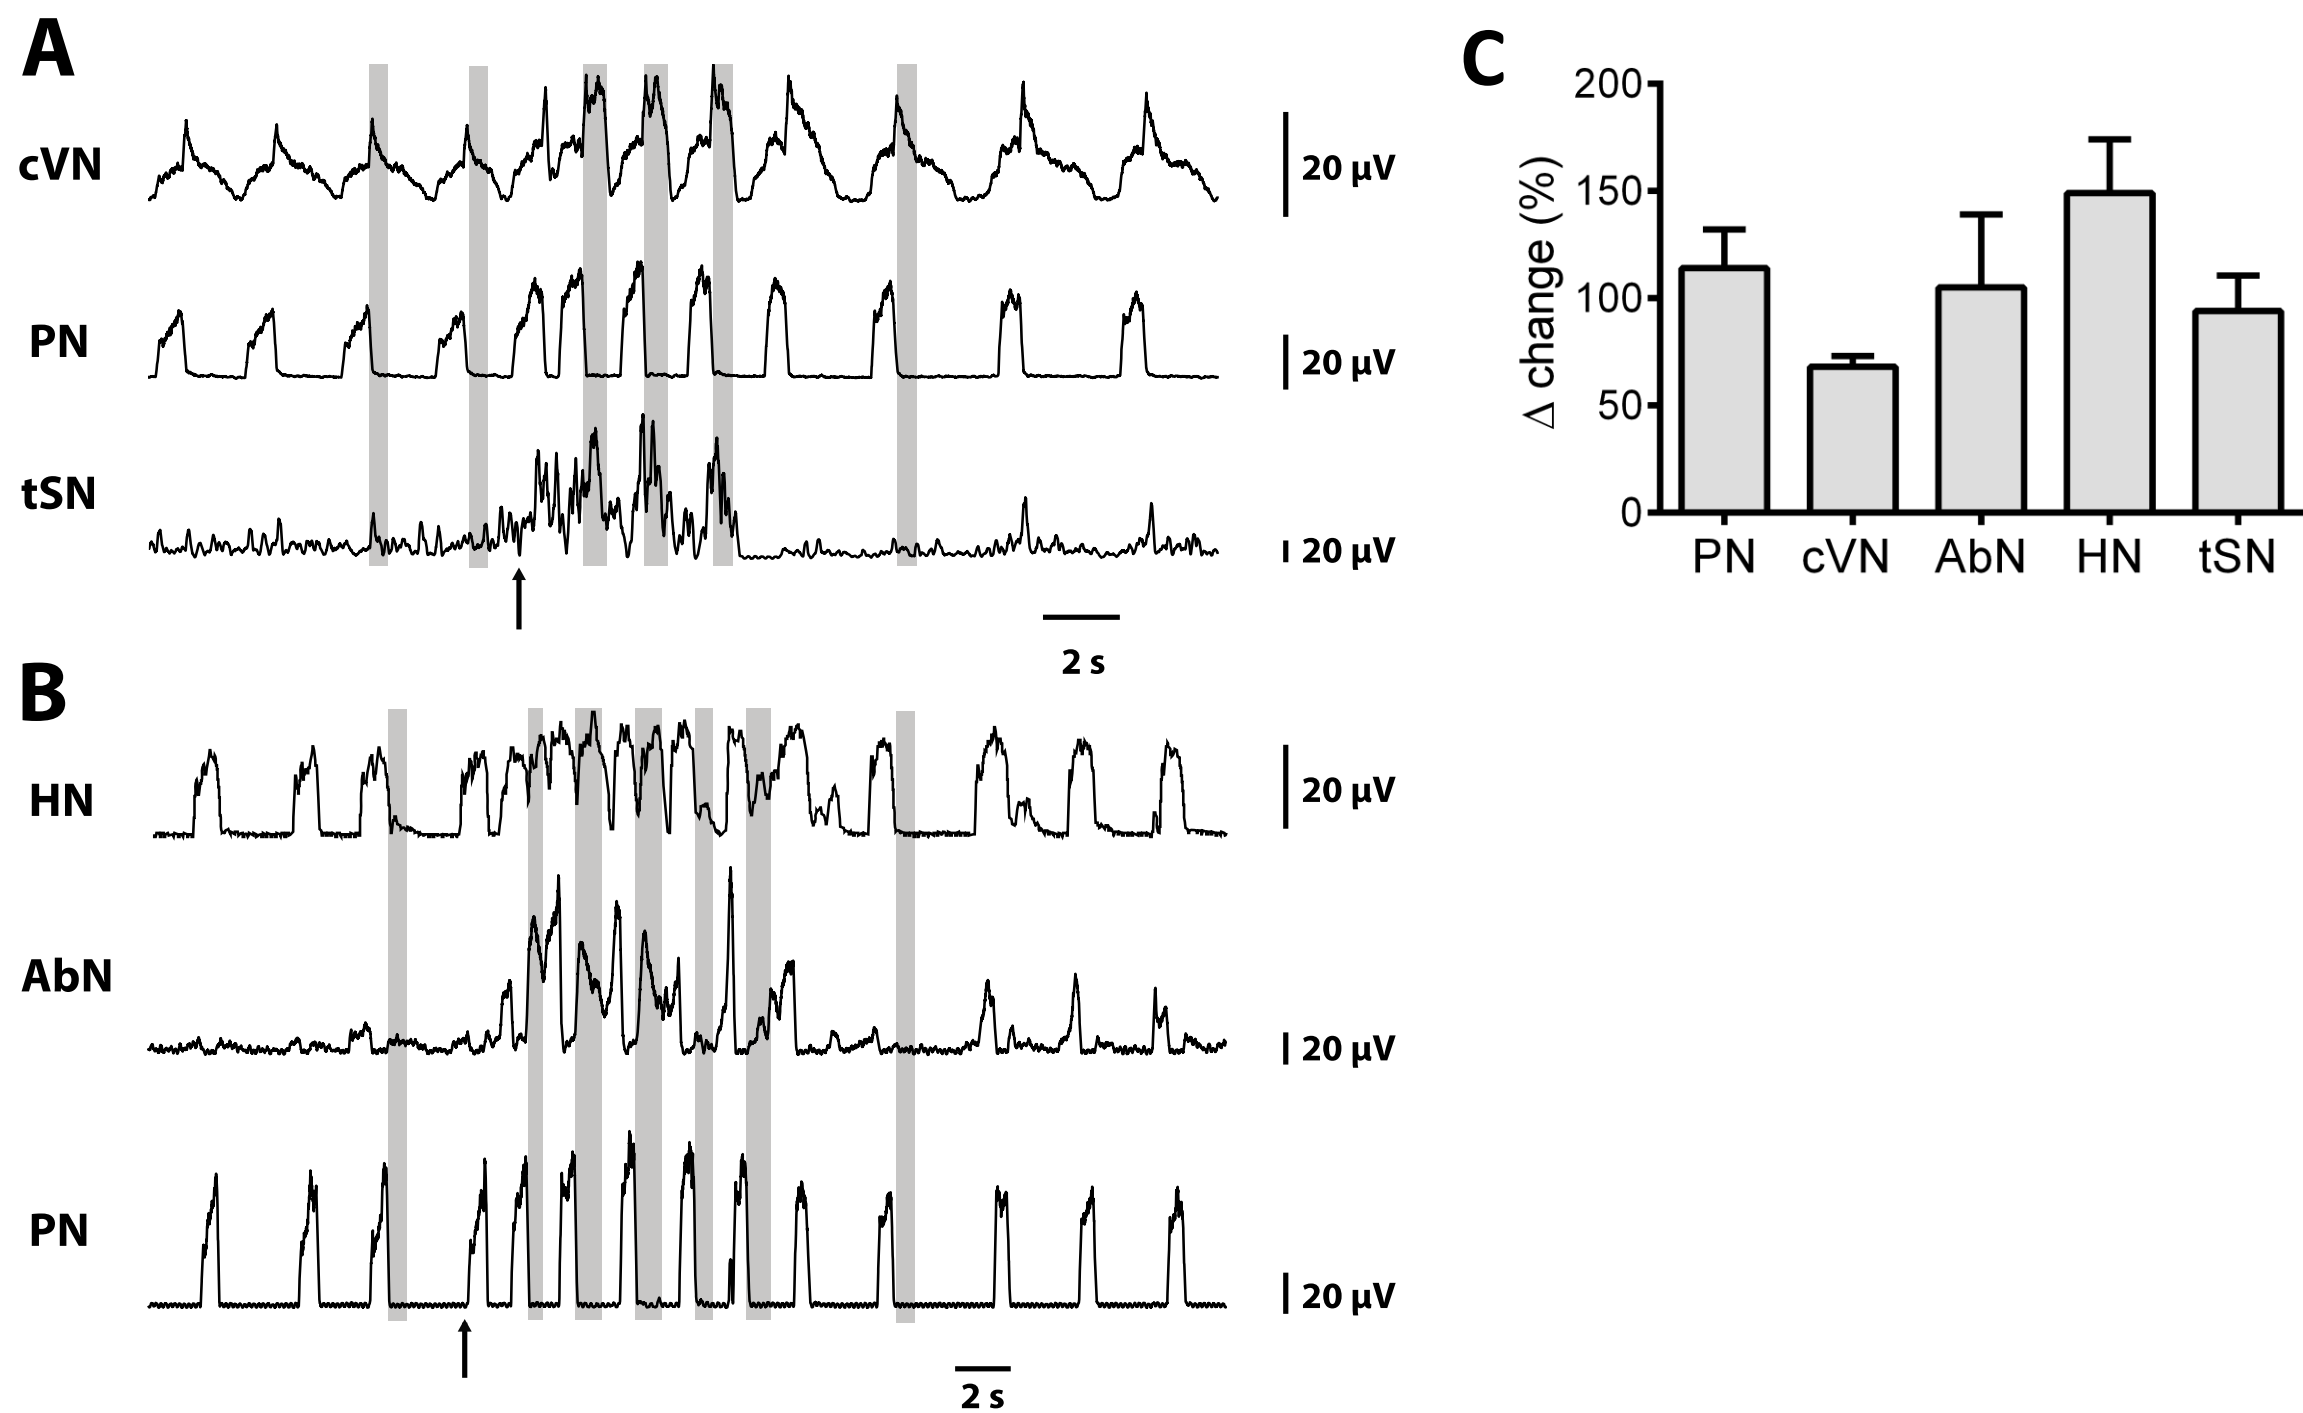 A
cVN
20 µV
PN
20 µV
tSN
20 µV
2 s
B
HN
20 µV
AbN
20 µV
PN
20 µV
2 s
C
Δ change (%)
200
150
100
50
0
PN cVN AbN HN tSN